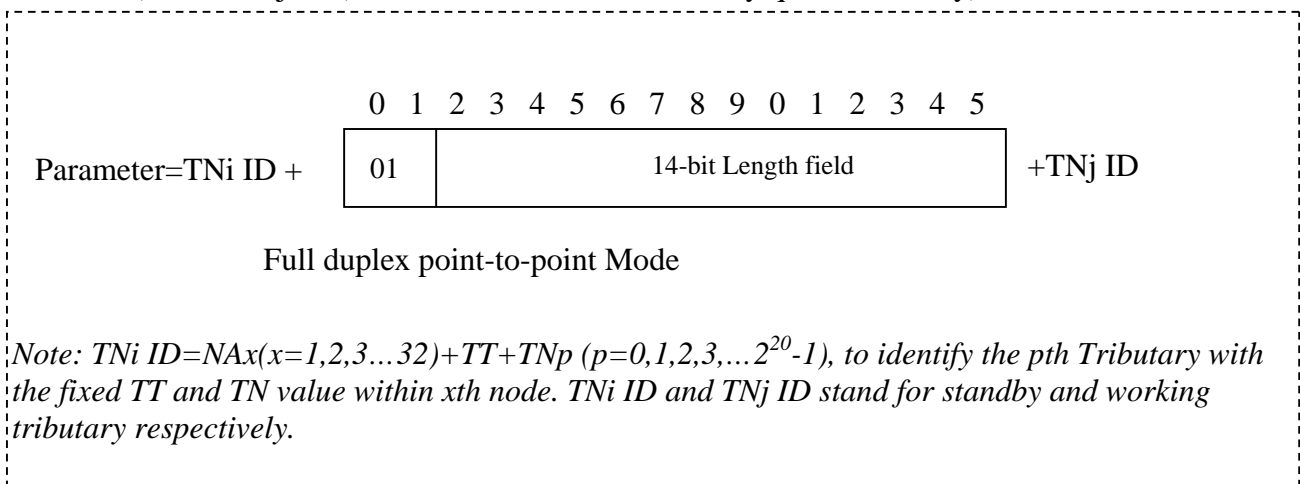 0 1 2 3 4 5 6 7 8 9 0 1 2 3 4 5
Parameter=TNi ID + 01 14-bit Length field +TNj ID
Full duplex point-to-point Mode
Note: TNi ID=NAx(x=1,2,3...32)+TT+TNp (p=0,1,2,3,...2^20-1), to identify the pth Tributary with
the fixed TT and TN value within xth node. TNi ID and TNj ID stand for standby and working
tributary respectively.